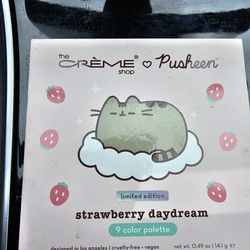 the
CRÈME® ♡ Pusheen®
shop
limited edition
strawberry daydream
9 color palette
designed in los angeles | cruelty-free + vegan
net wt. 0.49 oz | 14.1 g e